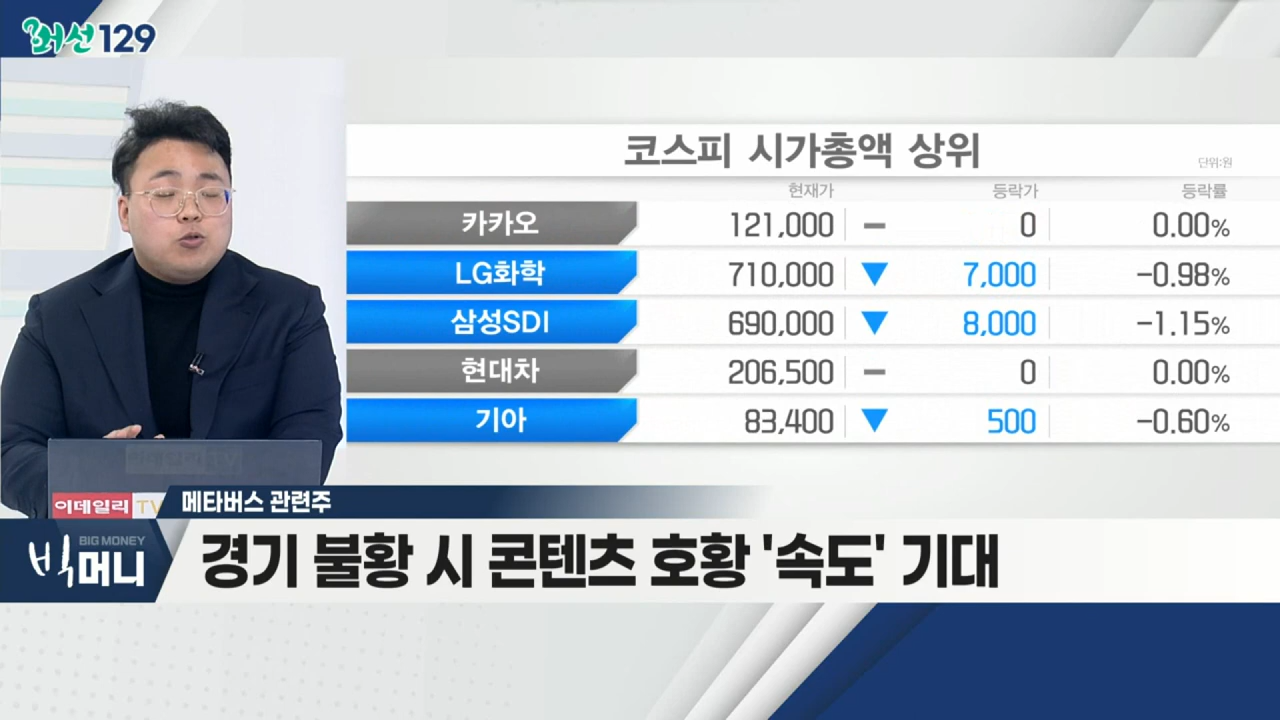 머선129
코스피 시가총액 상위
단위:원
현재가 등락가 등락률
카카오 121,000 0 0.00%
LG화학 710,000 ▼ 7,000 -0.98%
삼성SDI 690,000 ▼ 8,000 -1.15%
현대차 206,500 0 0.00%
기아 83,400 ▼ 500 -0.60%
이데일리 TV
메타버스 관련주
BIG MONEY
빅머니
경기 불황 시 콘텐츠 호황 '속도' 기대